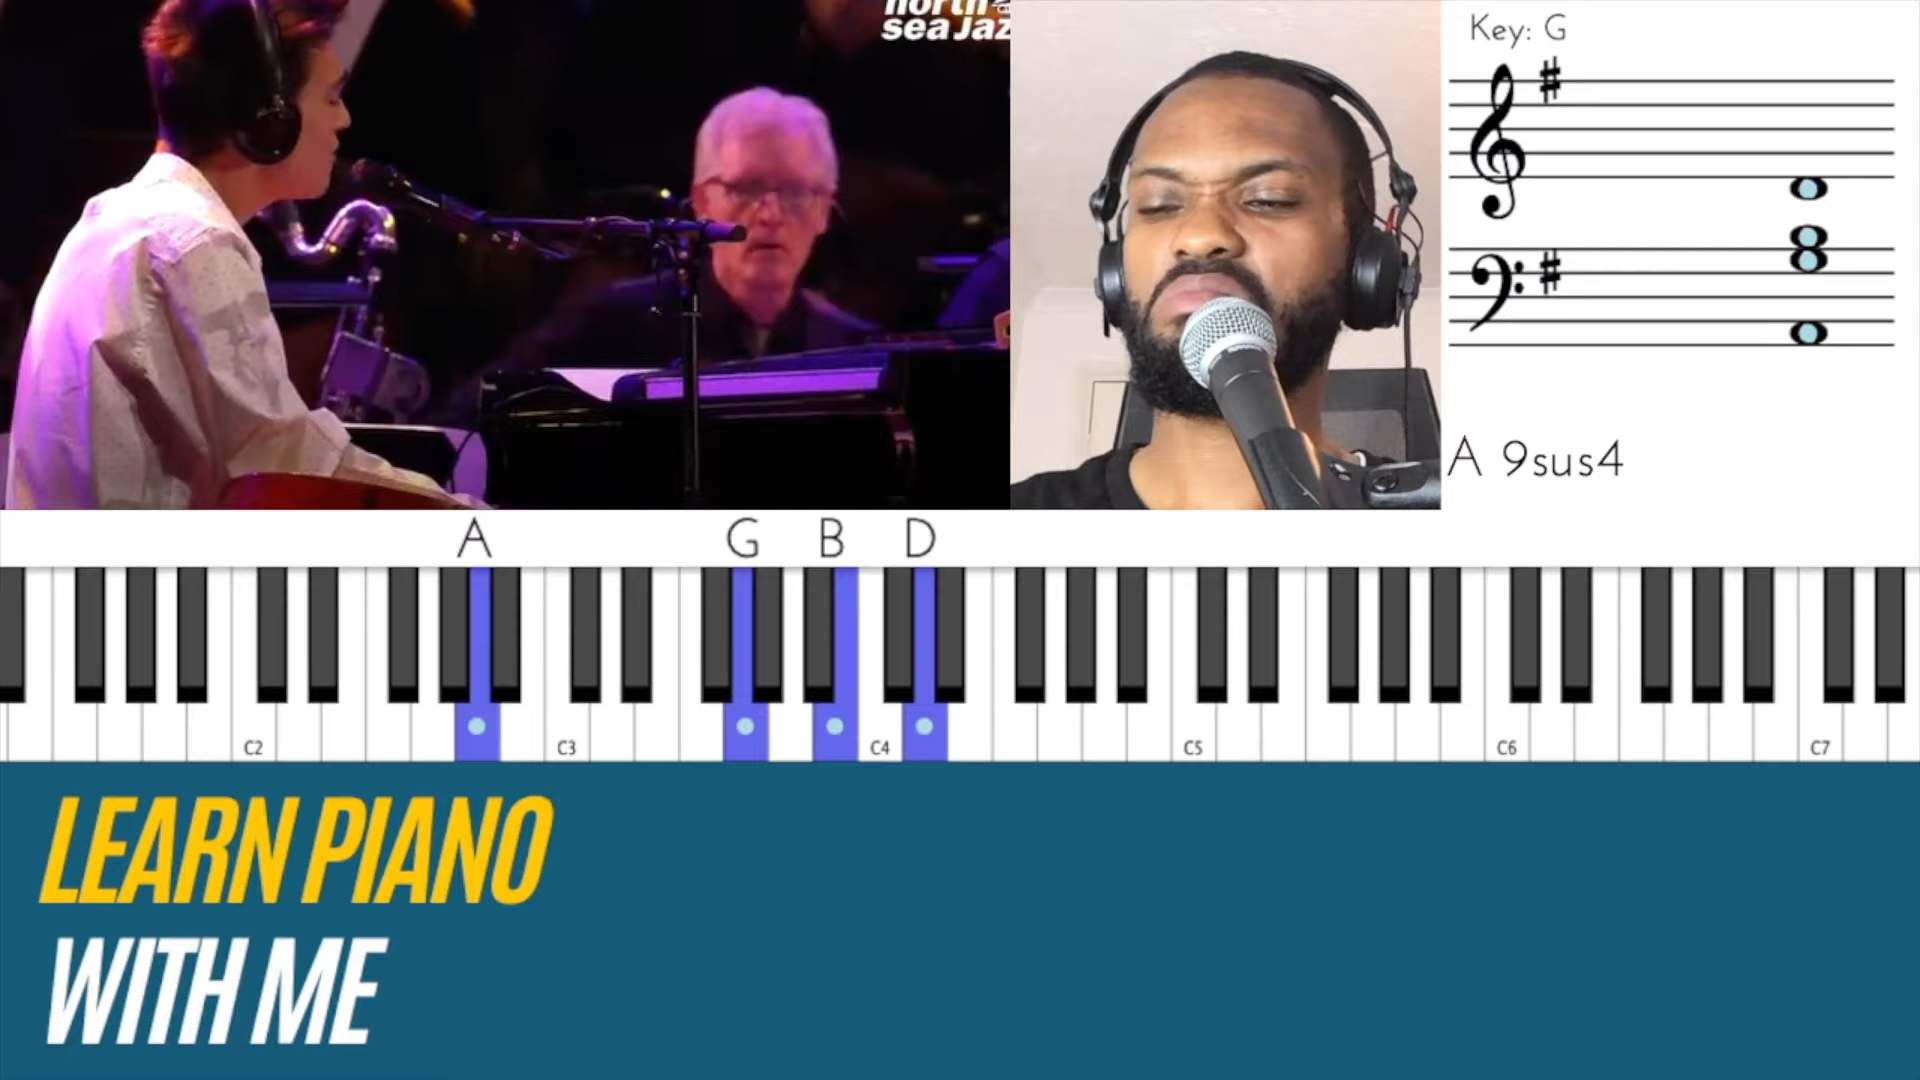 north
sea jaz
Key: G
A 9sus4
A G B D
C2 C3 C4 C5 C6 C7
LEARN PIANO
WITH ME